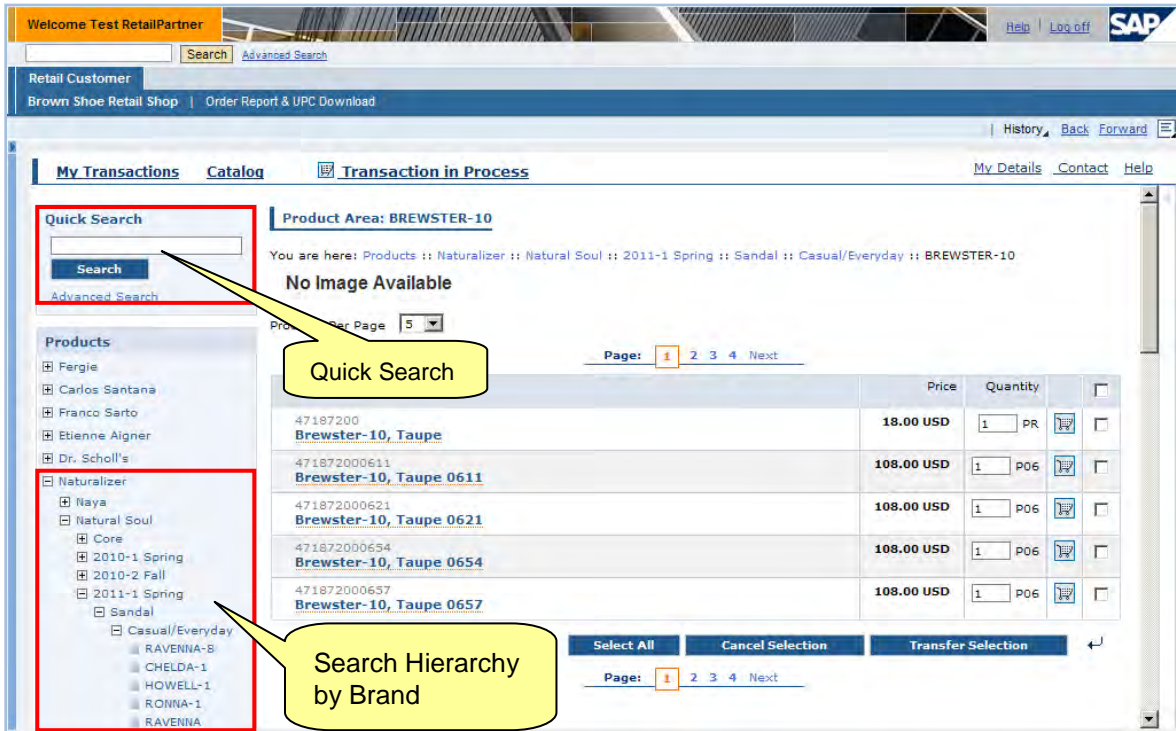 Welcome Test RetailPartner
Help | Log off
SAP
Search Advanced Search
Retail Customer
Brown Shoe Retail Shop | Order Report & UPC Download
| History Back Forward
My Transactions Catalog Transaction in Process My Details Contact Help
Quick Search
Search
Advanced Search
Products
Fergie
Carlos Santana
Franco Sarto
Etienne Aigner
Dr. Scholl's
Naturalizer
Naya
Natural Soul
Core
2010-1 Spring
2010-2 Fall
2011-1 Spring
Sandal
Casual/Everyday
RAVENNA-8
CHELDA-1
HOWELL-1
RONNA-1
RAVENNA
Product Area: BREWSTER-10
You are here: Products :: Naturalizer :: Natural Soul :: 2011-1 Spring :: Sandal :: Casual/Everyday :: BREWSTER-10
No Image Available
Per Page 5
Page: 1 2 3 4 Next
Price Quantity
47187200
Brewster-10, Taupe 18.00 USD 1 PR
471872000611
Brewster-10, Taupe 0611 108.00 USD 1 P06
471872000621
Brewster-10, Taupe 0621 108.00 USD 1 P06
471872000654
Brewster-10, Taupe 0654 108.00 USD 1 P06
471872000657
Brewster-10, Taupe 0657 108.00 USD 1 P06
Select All Cancel Selection Transfer Selection
Page: 1 2 3 4 Next
Quick Search
Search Hierarchy
by Brand